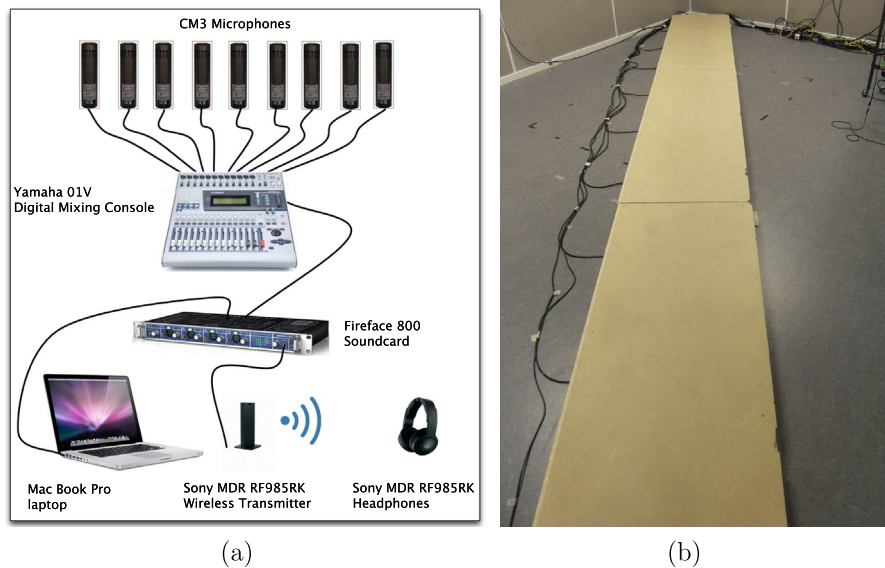 CM3 Microphones
Yamaha 01V
Digital Mixing Console
Fireface 800
Soundcard
Mac Book Pro
laptop
Sony MDR RF985RK
Wireless Transmitter
Sony MDR RF985RK
Headphones
(a)
(b)